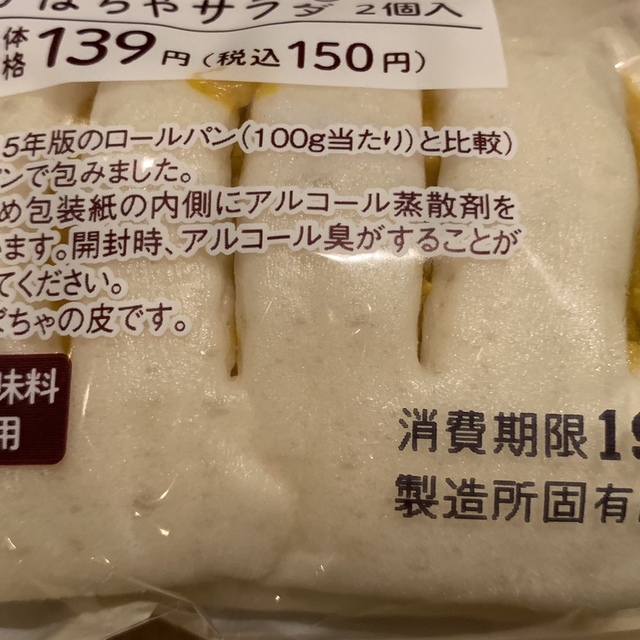 ぼちゃサラダ 2個入
体格 139円(税込150円)
5年版のロールパン(100g当たり)と比較)
ンで包みました。
め包装紙の内側にアルコール蒸散剤を
います。開封時、アルコール臭がすることが
てください。
ぼちゃの皮です。
味料
用
消費期限19
製造所固有